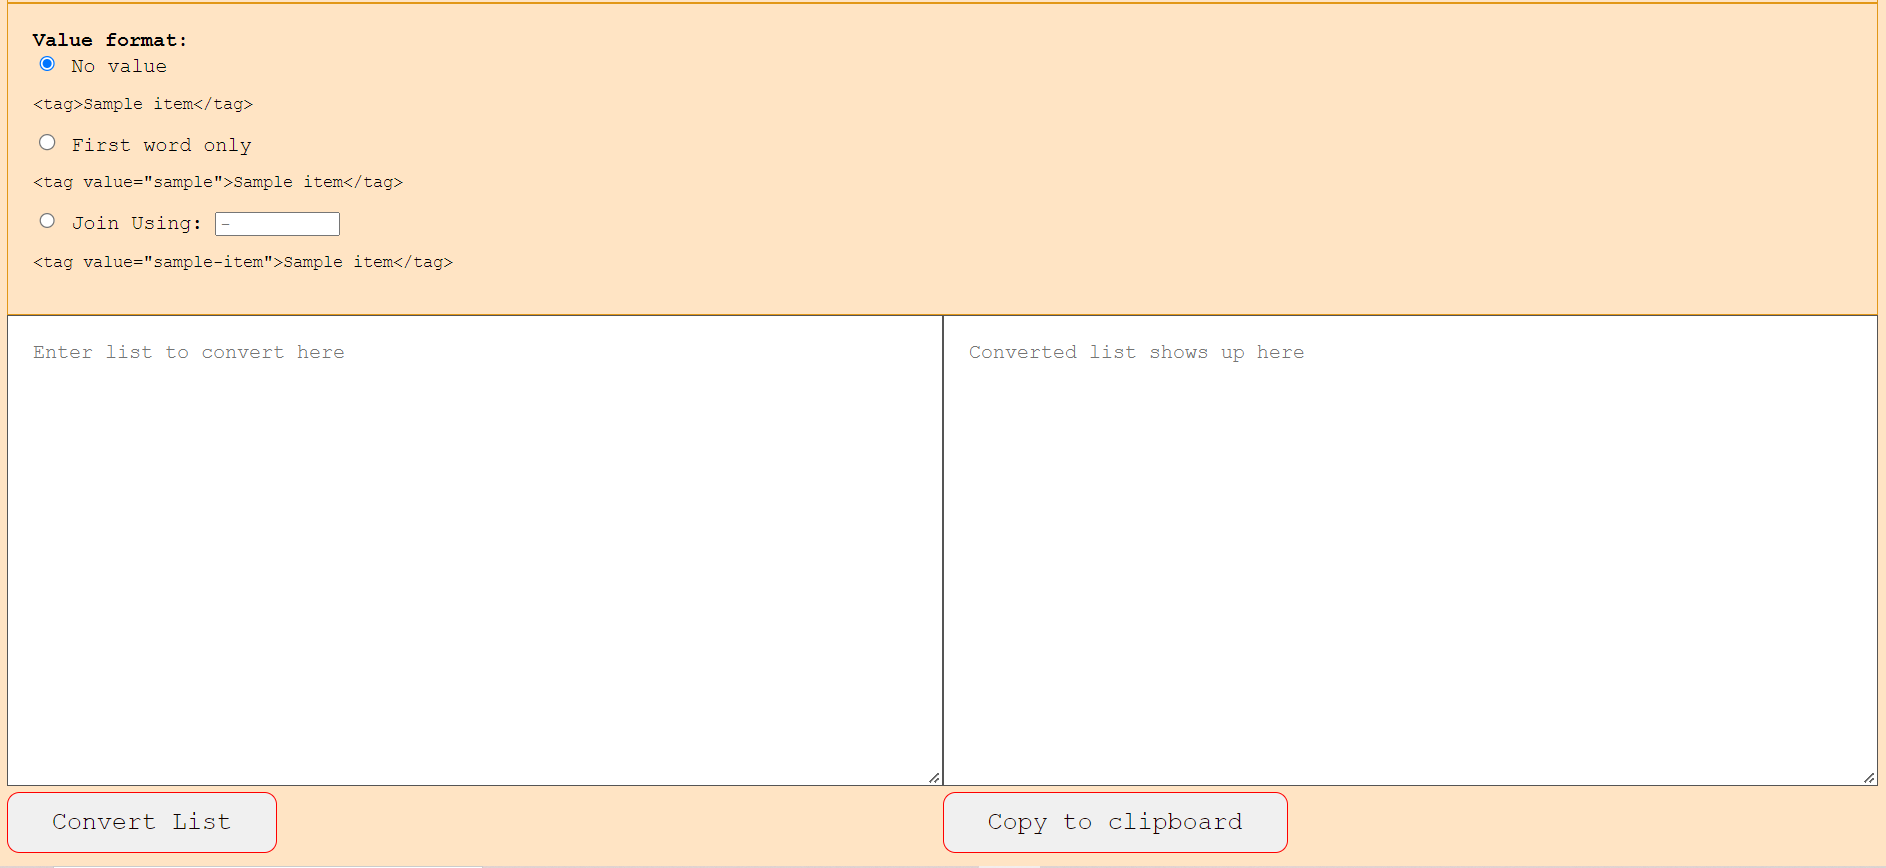 Value format:
No value
<tag>Sample item</tag>
First word only
<tag value="sample">Sample item</tag>
Join Using: -
<tag value="sample-item">Sample item</tag>
Enter list to convert here
Converted list shows up here
Convert List
Copy to clipboard